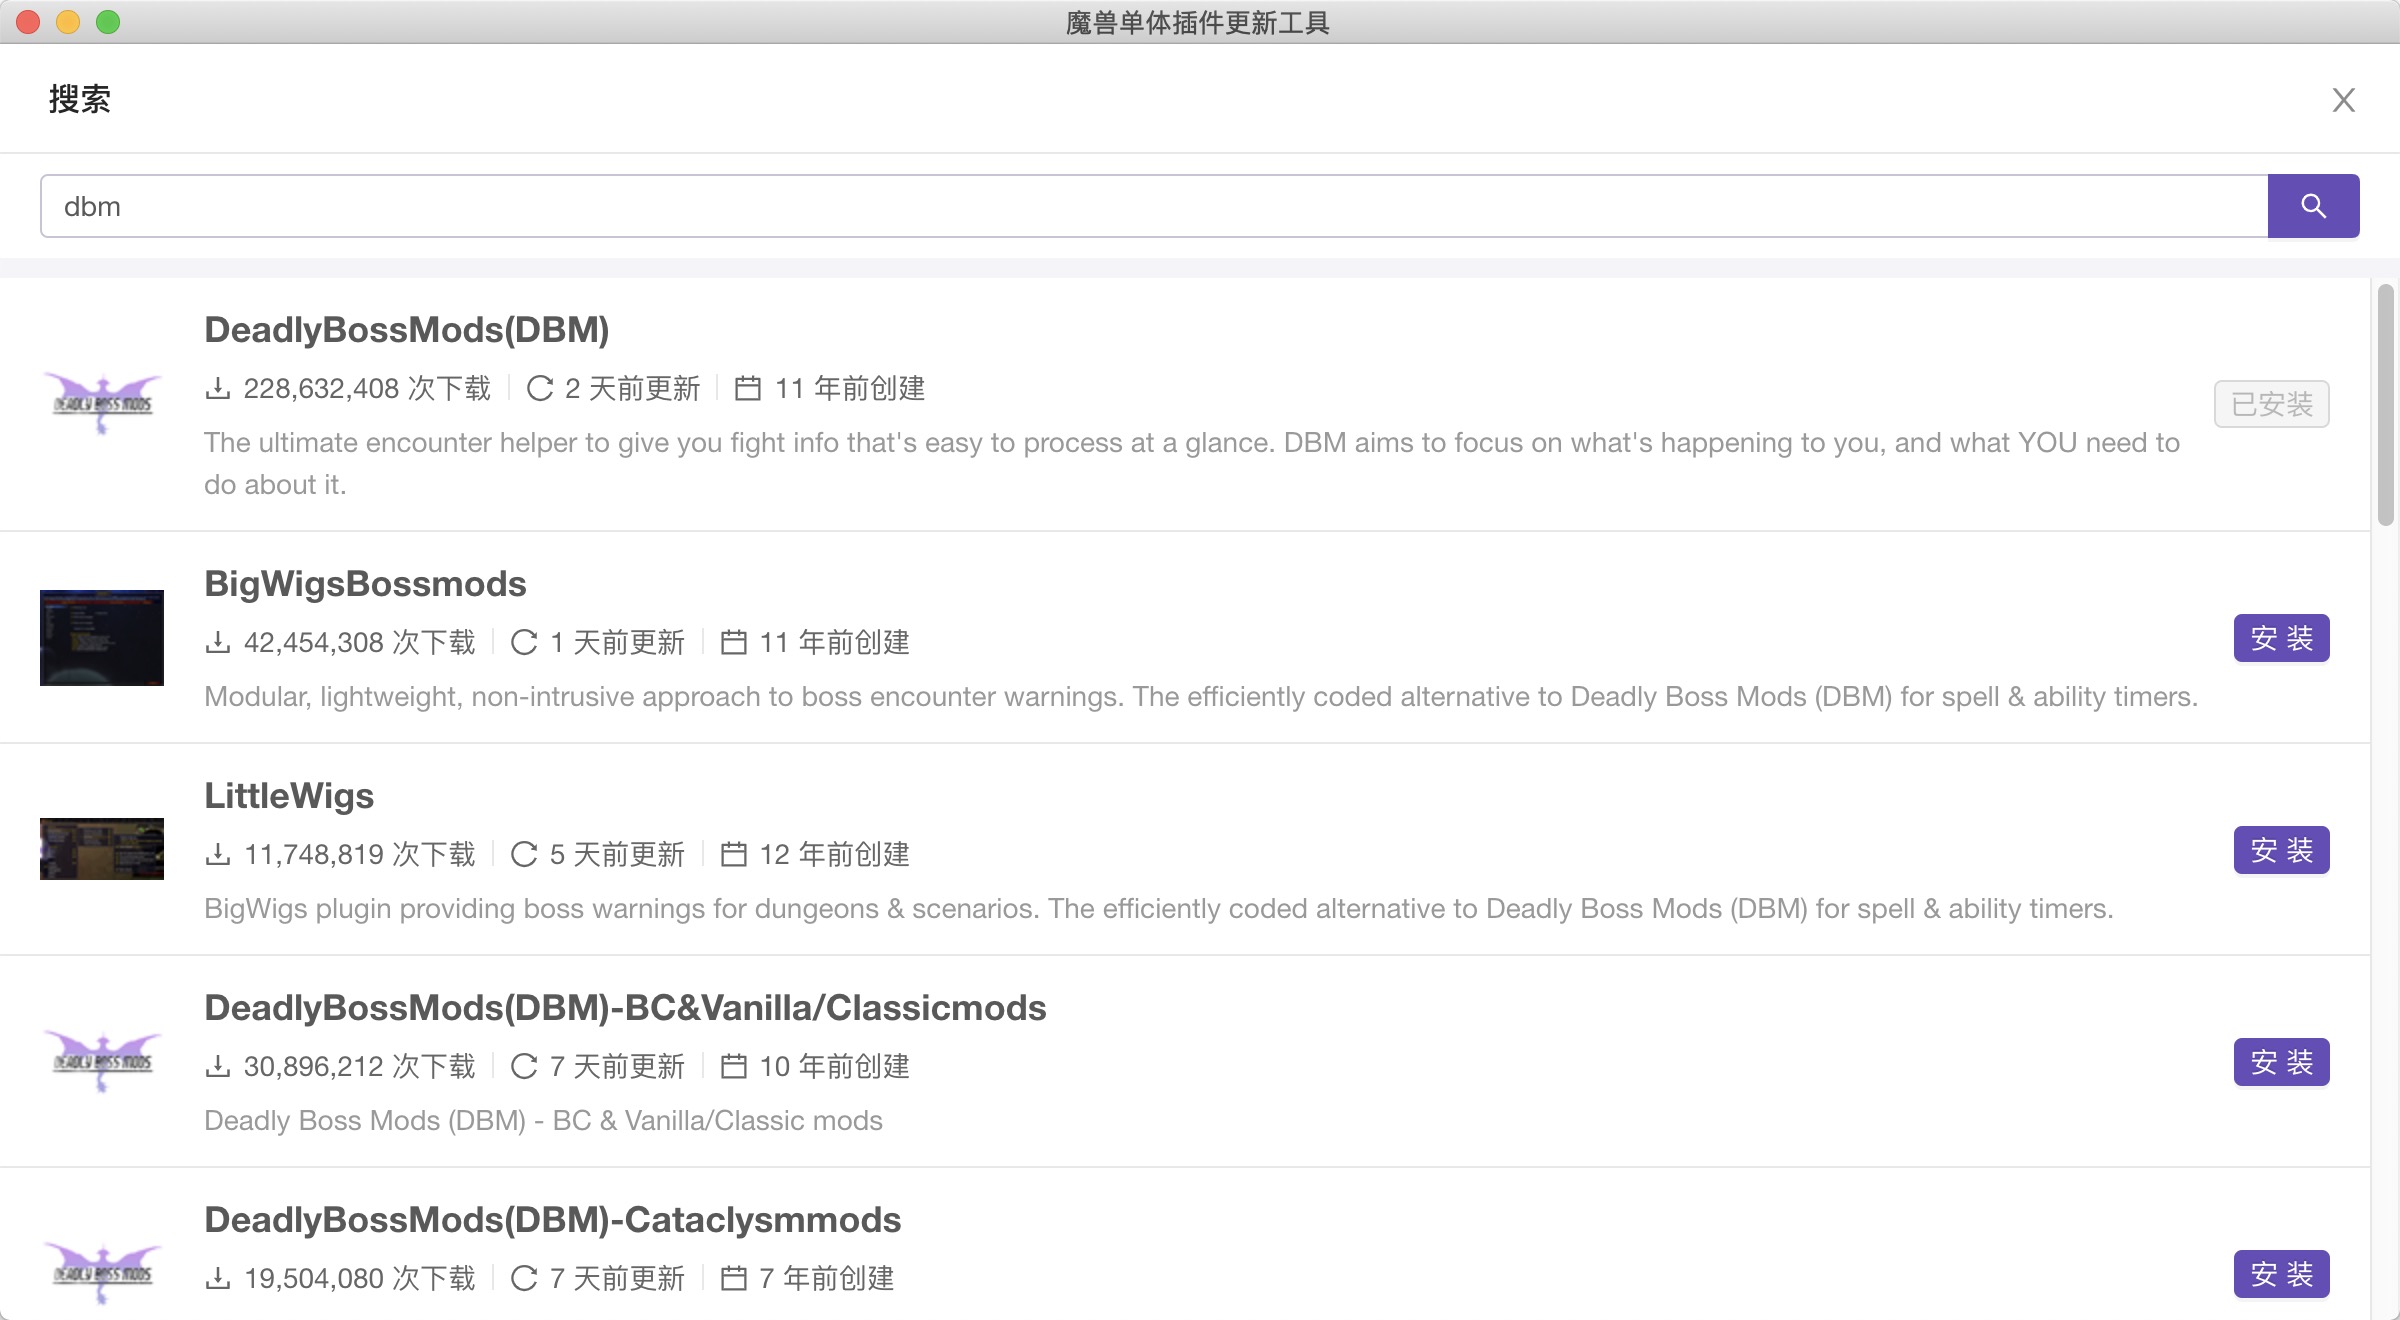 魔兽单体插件更新工具
搜索
dbm
DeadlyBossMods(DBM)
228,632,408 次下载 2 天前更新 11 年前创建
DEADLY BOSS MODS
已安装
The ultimate encounter helper to give you fight info that's easy to process at a glance. DBM aims to focus on what's happening to you, and what YOU need to
do about it.
BigWigsBossmods
42,454,308 次下载 1 天前更新 11 年前创建
安 装
Modular, lightweight, non-intrusive approach to boss encounter warnings. The efficiently coded alternative to Deadly Boss Mods (DBM) for spell & ability timers.
LittleWigs
11,748,819 次下载 5 天前更新 12 年前创建
安 装
BigWigs plugin providing boss warnings for dungeons & scenarios. The efficiently coded alternative to Deadly Boss Mods (DBM) for spell & ability timers.
DeadlyBossMods(DBM)-BC&Vanilla/Classicmods
30,896,212 次下载 7 天前更新 10 年前创建
DEADLY BOSS MODS
安 装
Deadly Boss Mods (DBM) - BC & Vanilla/Classic mods
DeadlyBossMods(DBM)-Cataclysmmods
19,504,080 次下载 7 天前更新 7 年前创建
DEADLY BOSS MODS
安 装